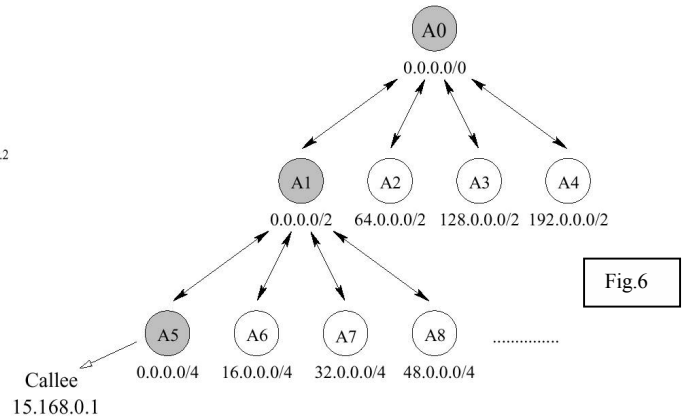 A0
0.0.0.0/0
.2
A1 A2 A3 A4
0.0.0.0/2 64.0.0.0/2 128.0.0.0/2 192.0.0.0/2
Fig.6
A5 A6 A7 A8 ...............
0.0.0.0/4 16.0.0.0/4 32.0.0.0/4 48.0.0.0/4
Callee
15.168.0.1